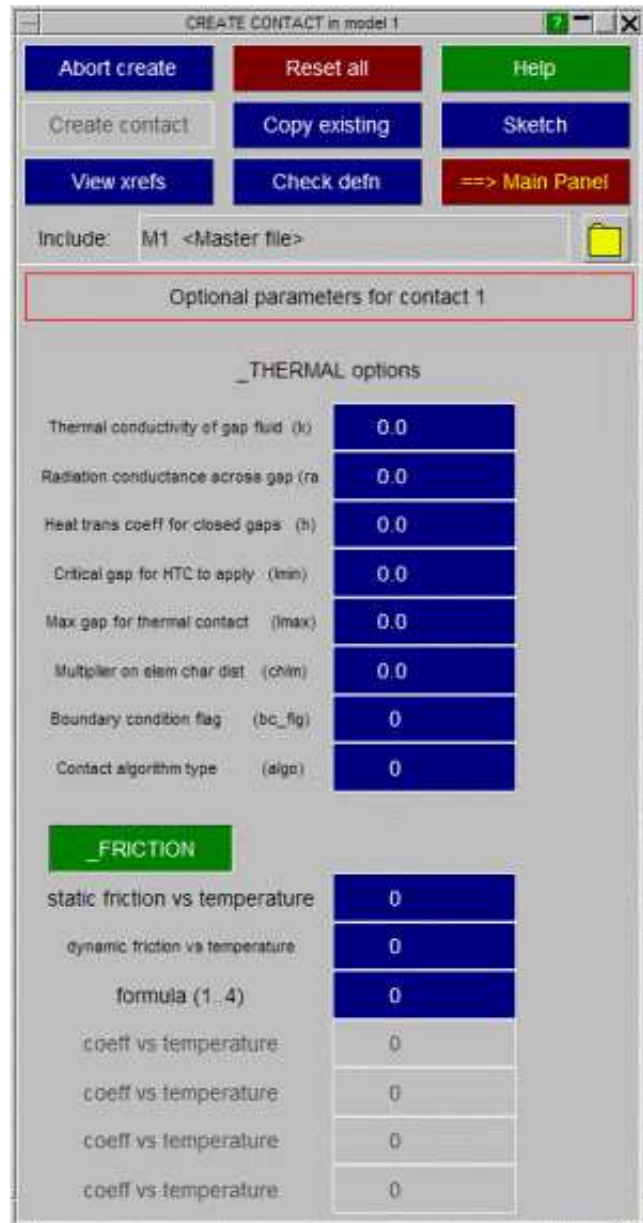 CREATE CONTACT in model 1
?
X
Abort create
Reset all
Help
Create contact
Copy existing
Sketch
View xrefs
Check defn
==> Main Panel
Include: M1 <Master file>
Optional parameters for contact 1
_THERMAL options
Thermal conductivity of gap fluid (k) 0.0
Radiation conductance across gap (ra 0.0
Heat trans coeff for closed gaps (h) 0.0
Critical gap for HTC to apply (lmin) 0.0
Max gap for thermal contact (lmax) 0.0
Multiplier on elem char dist (chlm) 0.0
Boundary condition flag (bc_flg) 0
Contact algorithm type (algo) 0
_FRICTION
static friction vs temperature 0
dynamic friction vs temperature 0
formula (1..4) 0
coeff vs temperature 0
coeff vs temperature 0
coeff vs temperature 0
coeff vs temperature 0